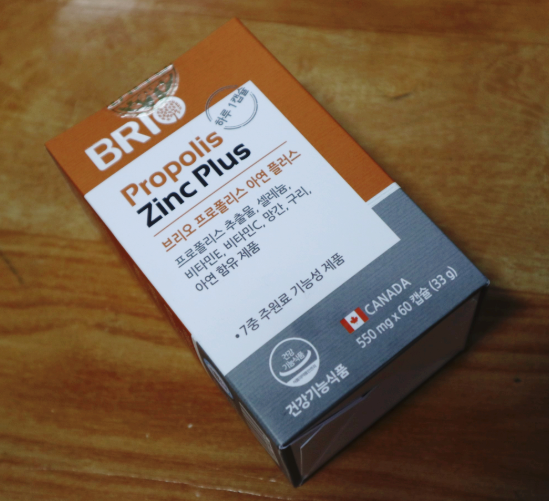 BRIO
하루 1캡슐
Propolis
Zinc Plus
브리오 프로폴리스 아연 플러스
프로폴리스 추출물, 셀레늄,
비타민E, 비타민C, 망간, 구리,
아연 함유 제품
• 7중 주원료 기능성 제품
CANADA
550 mg x 60 캡슐 (33 g)
건강
기능식품
건강기능식품